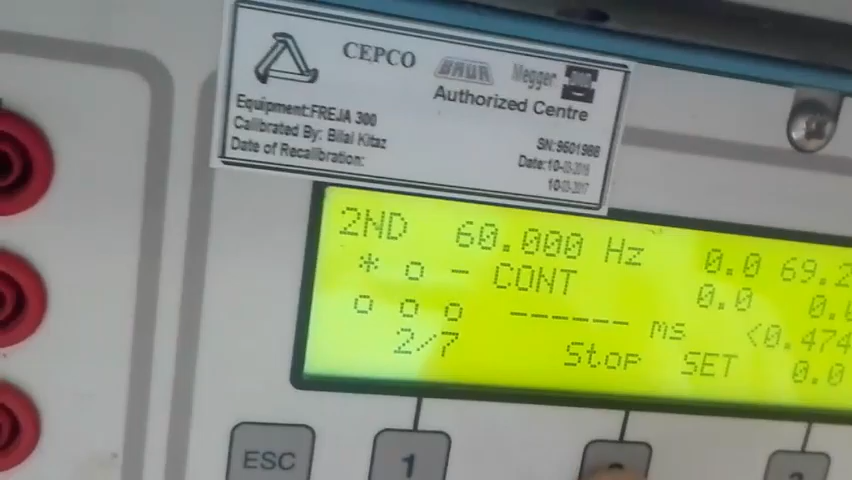 CEPCO BAUR Megger
Authorized Centre
Equipment:FREJA 300
Calibrated By: Bilal Kitaz
Date of Recalibration:
SN:9601988
Date:10-03-2016
10-03-2017
2ND 60.000 Hz 0.0 69.2
* o - CONT 0.0 0.
o o o ------ ms <0.474
2/7 Stop SET 0.0
ESC 1